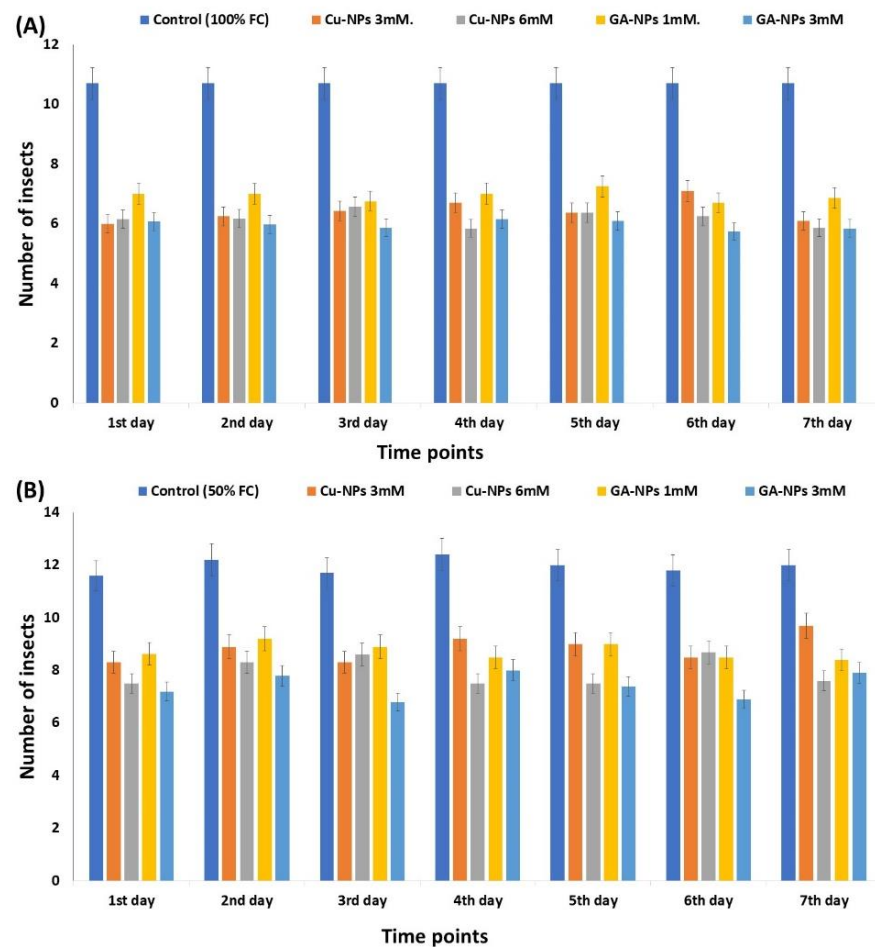 (A)
Control (100% FC) Cu-NPs 3mM. Cu-NPs 6mM GA-NPs 1mM. GA-NPs 3mM
12
10
8
6
4
2
0
Number of insects
1st day 2nd day 3rd day 4th day 5th day 6th day 7th day
Time points
(B)
Control (50% FC) Cu-NPs 3mM Cu-NPs 6mM GA-NPs 1mM GA-NPs 3mM
14
12
10
8
6
4
2
0
Number of insects
1st day 2nd day 3rd day 4th day 5th day 6th day 7th day
Time points